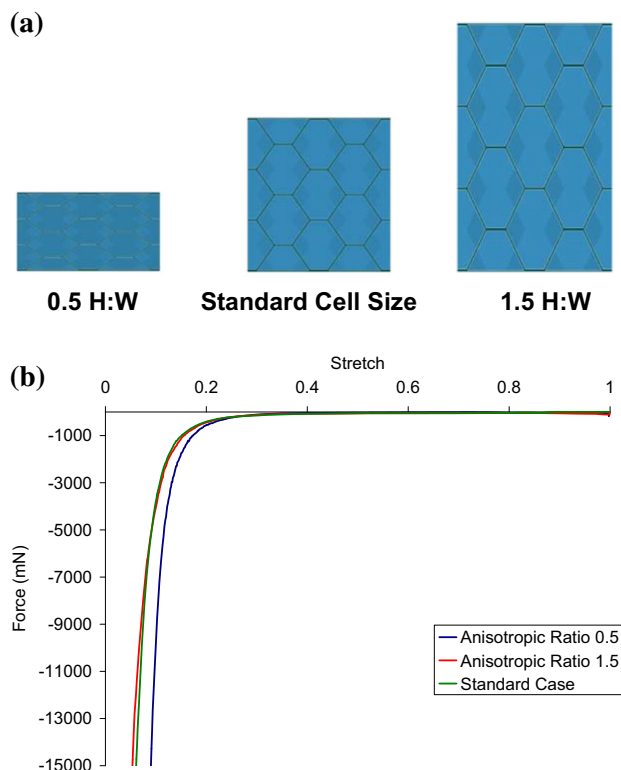 (a)
0.5 H:W Standard Cell Size 1.5 H:W
(b)
Stretch
0 0.2 0.4 0.6 0.8 1
-1000
-3000
-5000
-7000
-9000
-11000
-13000
-15000
Force (mN)
Anisotropic Ratio 0.5
Anisotropic Ratio 1.5
Standard Case